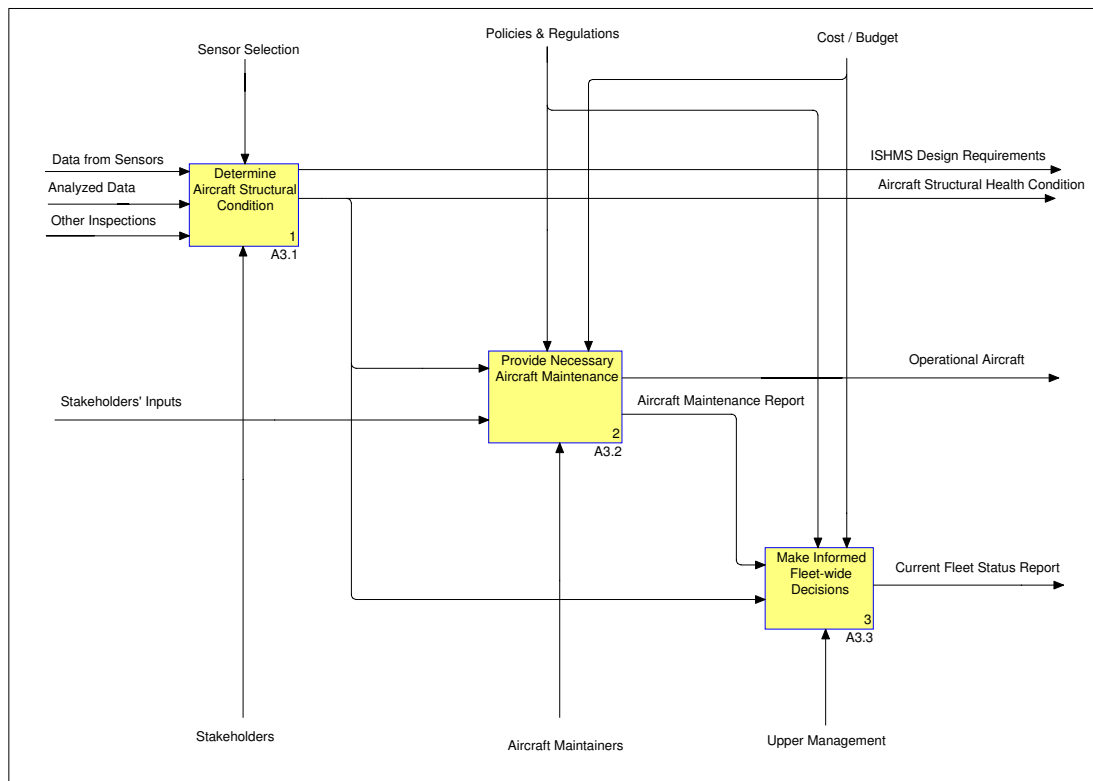 Policies & Regulations
Cost / Budget
Sensor Selection
Data from Sensors
Analyzed Data
Other Inspections
Determine
Aircraft Structural
Condition
1
A3.1
ISHMS Design Requirements
Aircraft Structural Health Condition
Provide Necessary
Aircraft Maintenance
2
A3.2
Operational Aircraft
Stakeholders' Inputs
Aircraft Maintenance Report
Make Informed
Fleet-wide
Decisions
3
A3.3
Current Fleet Status Report
Stakeholders
Aircraft Maintainers
Upper Management